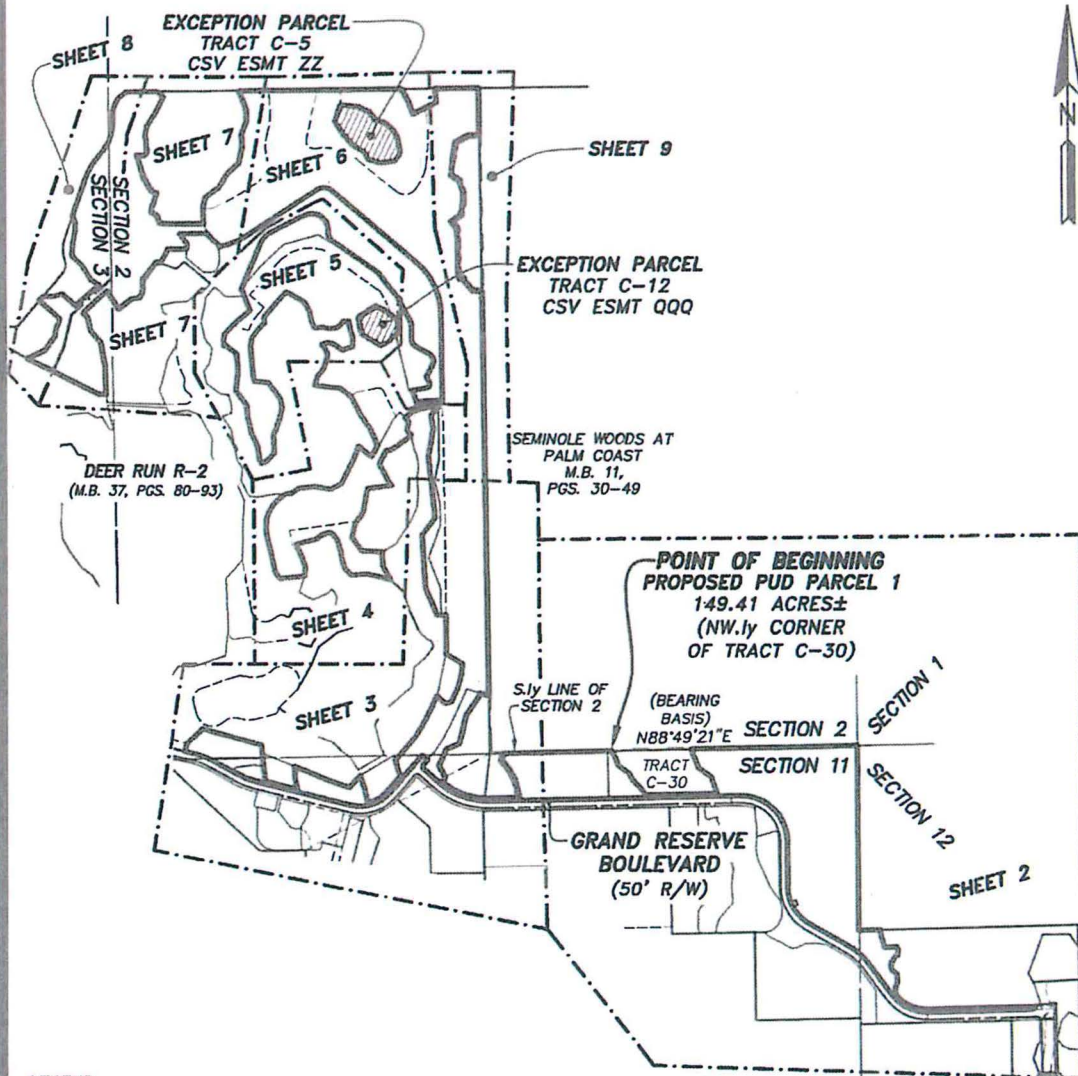 EXCEPTION PARCEL
TRACT C-5
CSV ESMT ZZ
SHEET 8
N
SHEET 7
SHEET 6
SHEET 9
SECTION 2
SECTION 3
EXCEPTION PARCEL
TRACT C-12
CSV ESMT QQQ
SHEET 5
SHEET 7
SEMINOLE WOODS AT
PALM COAST
M.B. 11,
PGS. 30-49
DEER RUN R-2
(M.B. 37, PGS. 80-93)
POINT OF BEGINNING
PROPOSED PUD PARCEL 1
149.41 ACRES±
(NW.ly CORNER
OF TRACT C-30)
SHEET 4
S.ly LINE OF
SECTION 2
(BEARING
BASIS)
N88°49'21"E
SECTION 2
SECTION 1
SHEET 3
TRACT
C-30
SECTION 11
SECTION 12
GRAND RESERVE
BOULEVARD
(50' R/W)
SHEET 2